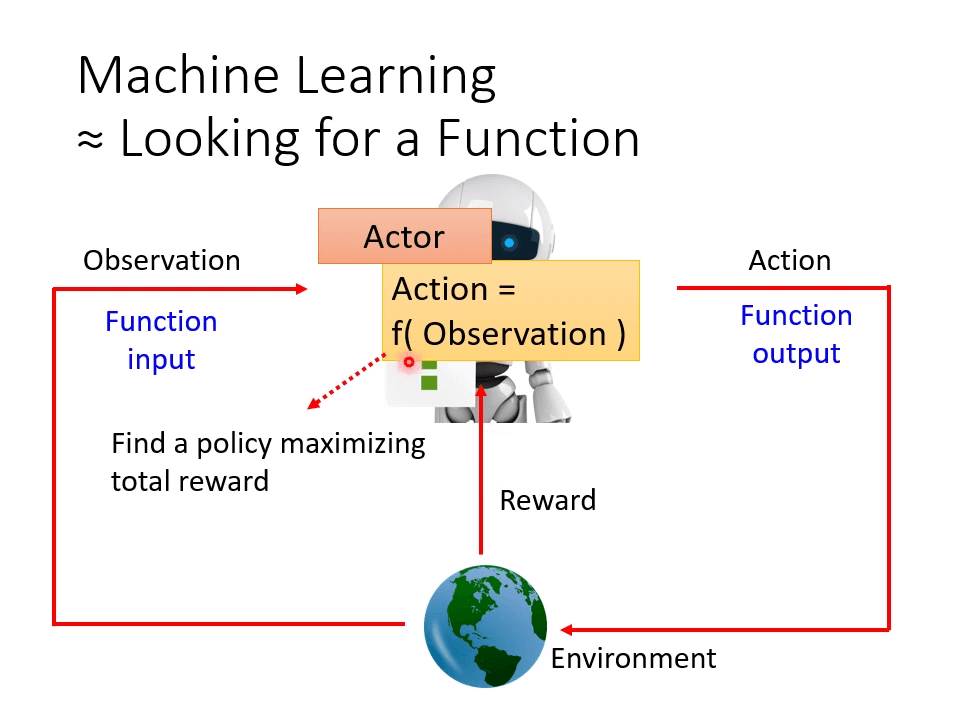 Machine Learning
≈ Looking for a Function
Actor
Observation
Action =
f( Observation )
Action
Function
input
Function
output
Find a policy maximizing
total reward
Reward
Environment